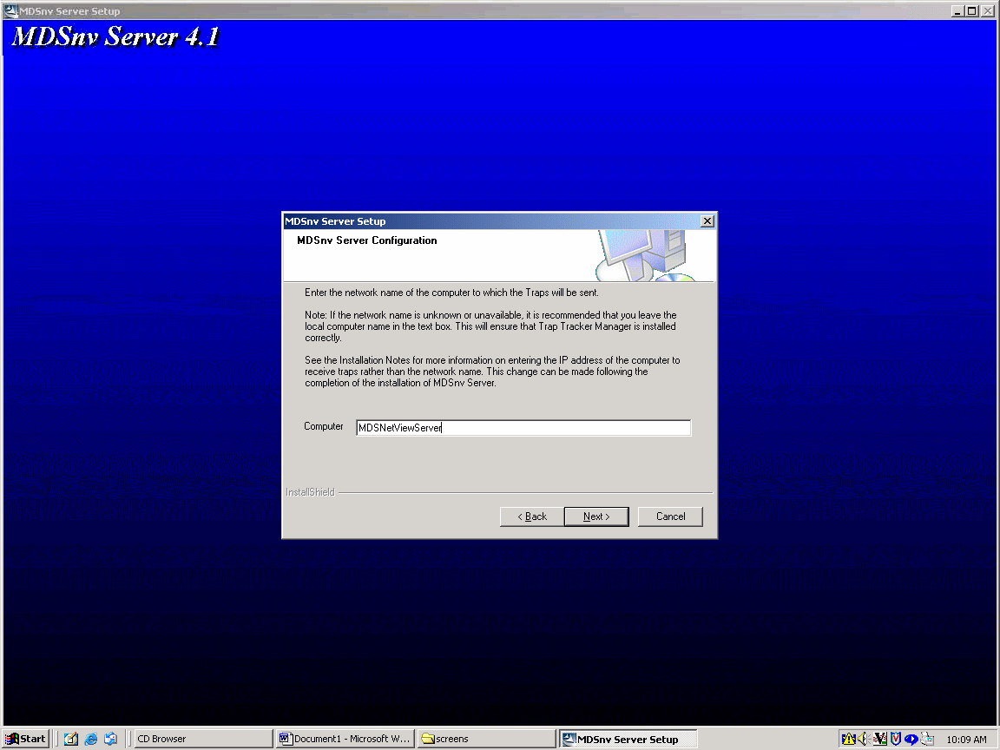 MDSnv Server Setup
MDSnv Server 4.1
MDSnv Server Setup
MDSnv Server Configuration
Enter the network name of the computer to which the Traps will be sent.
Note: If the network name is unknown or unavailable, it is recommended that you leave the
local computer name in the text box. This will ensure that Trap Tracker Manager is installed
correctly.
See the Installation Notes for more information on entering the IP address of the computer to
receive traps rather than the network name. This change can be made following the
completion of the installation of MDSnv Server.
Computer MDSNetViewServer
InstallShield
< Back Next > Cancel
Start CD Browser Document1 - Microsoft W... screens MDSnv Server Setup 10:09 AM